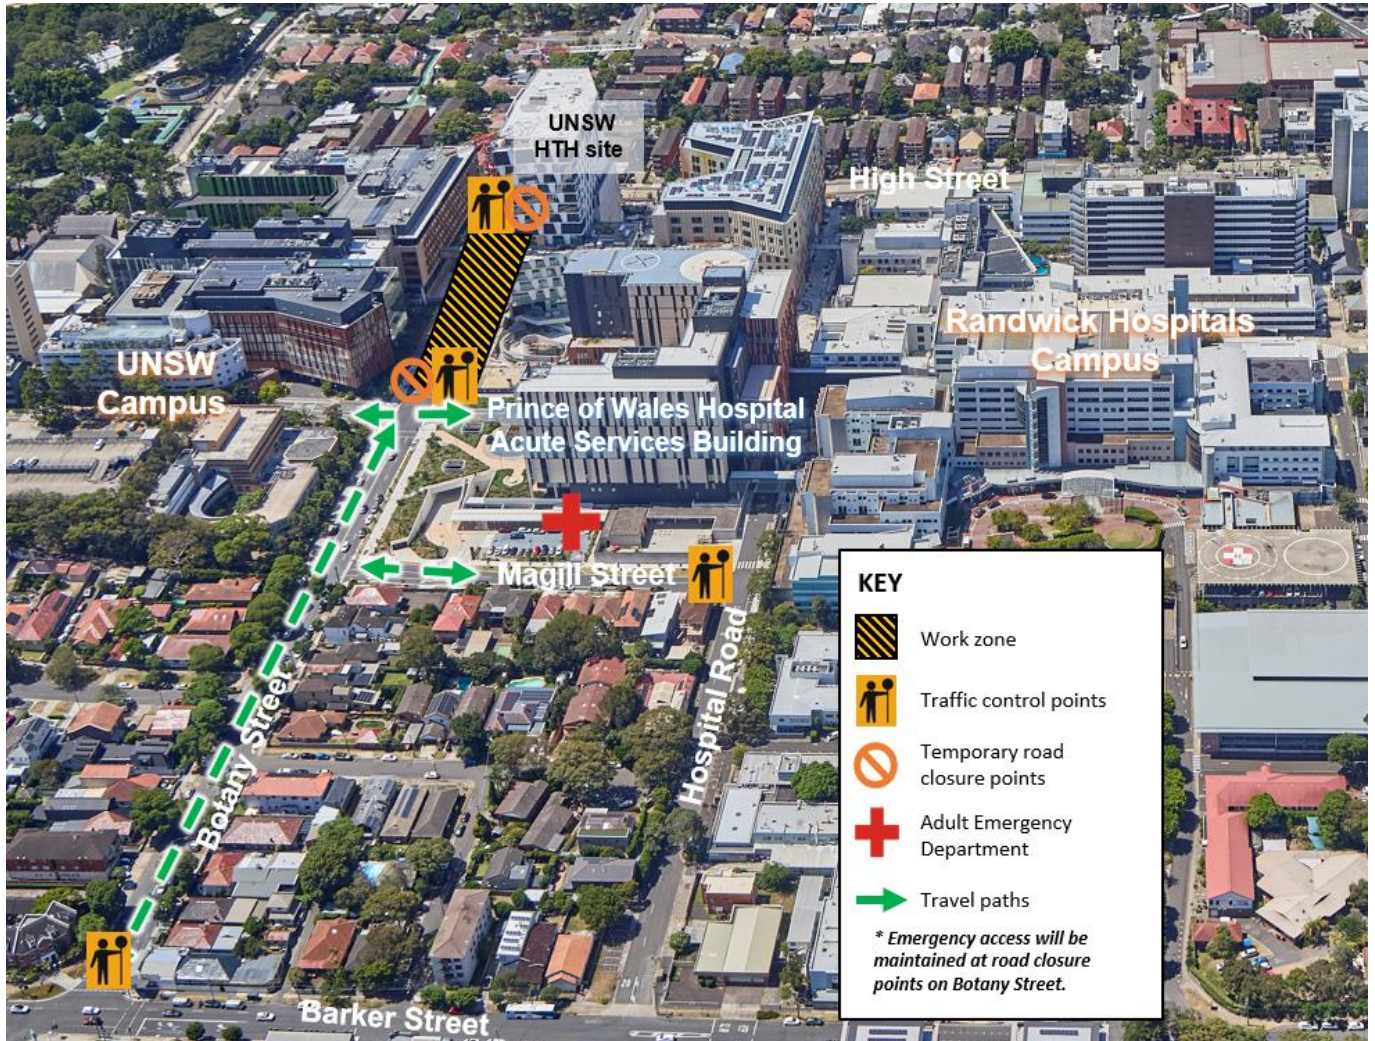 UNSW
HTH site
High Street
Randwick Hospitals
Campus
UNSW
Campus
Prince of Wales Hospital
Acute Services Building
Magill Street
Hospital Road
Botany Street
Barker Street
KEY
Work zone
Traffic control points
Temporary road
closure points
Adult Emergency
Department
Travel paths
* Emergency access will be
maintained at road closure
points on Botany Street.